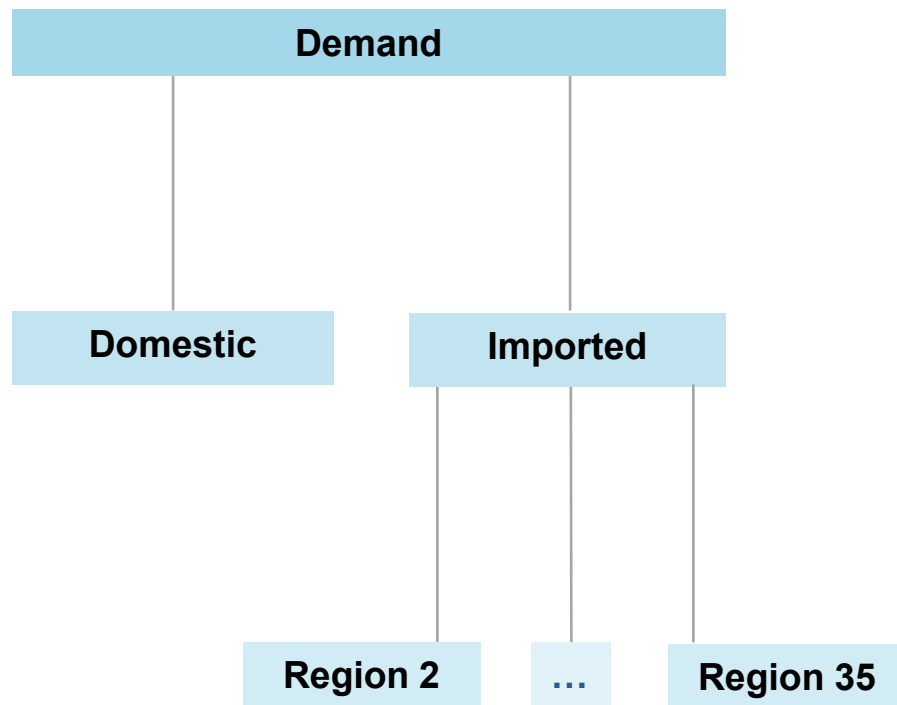 Demand
Domestic
Imported
Region 2
…
Region 35